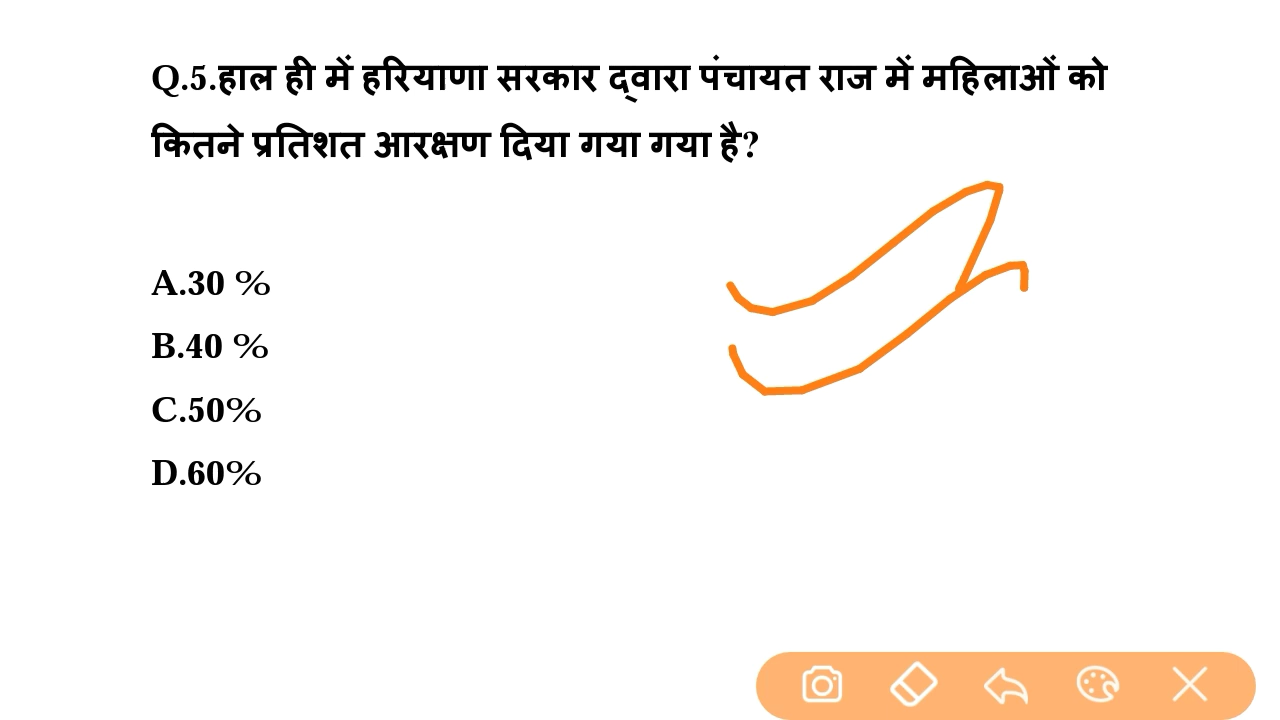 Q.5.हाल ही में हरियाणा सरकार द्वारा पंचायत राज में महिलाओं को
कितने प्रतिशत आरक्षण दिया गया गया है?
A.30 %
B.40 %
C.50%
D.60%